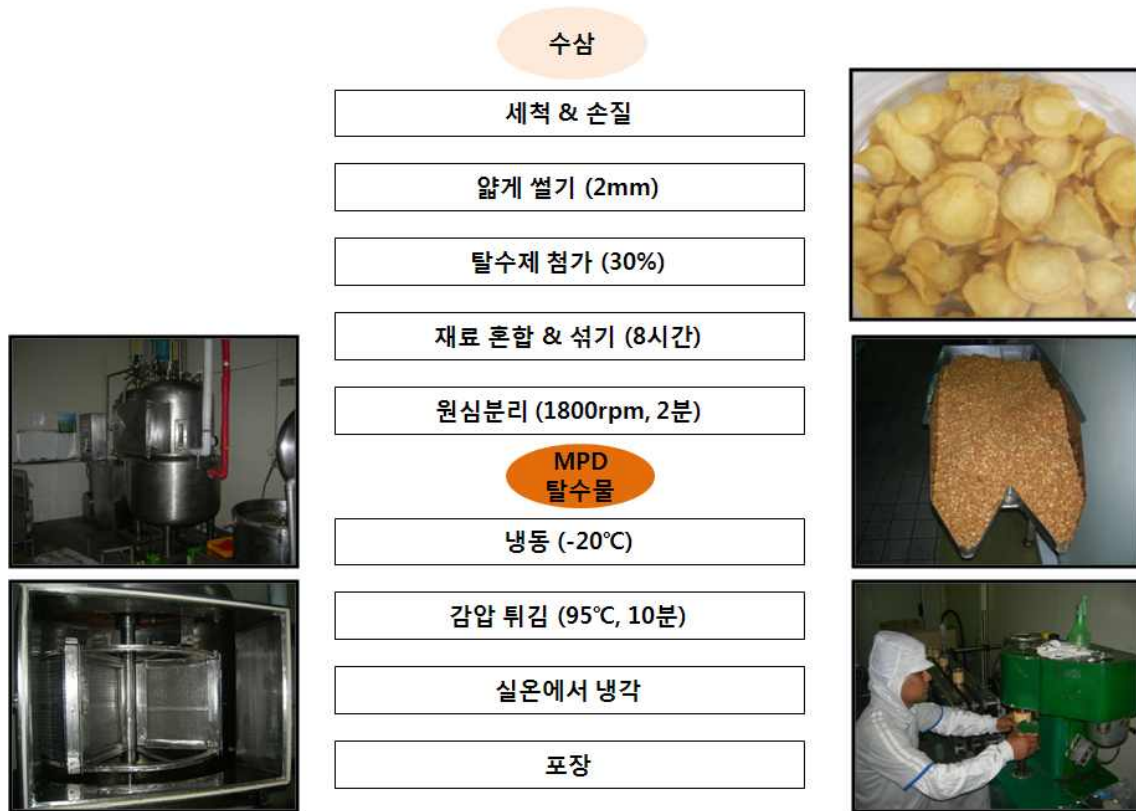 수삼
세척 & 손질
얇게 썰기 (2mm)
탈수제 첨가 (30%)
재료 혼합 & 섞기 (8시간)
원심분리 (1800rpm, 2분)
MPD
탈수물
냉동 (-20℃)
감압 튀김 (95℃, 10분)
실온에서 냉각
포장